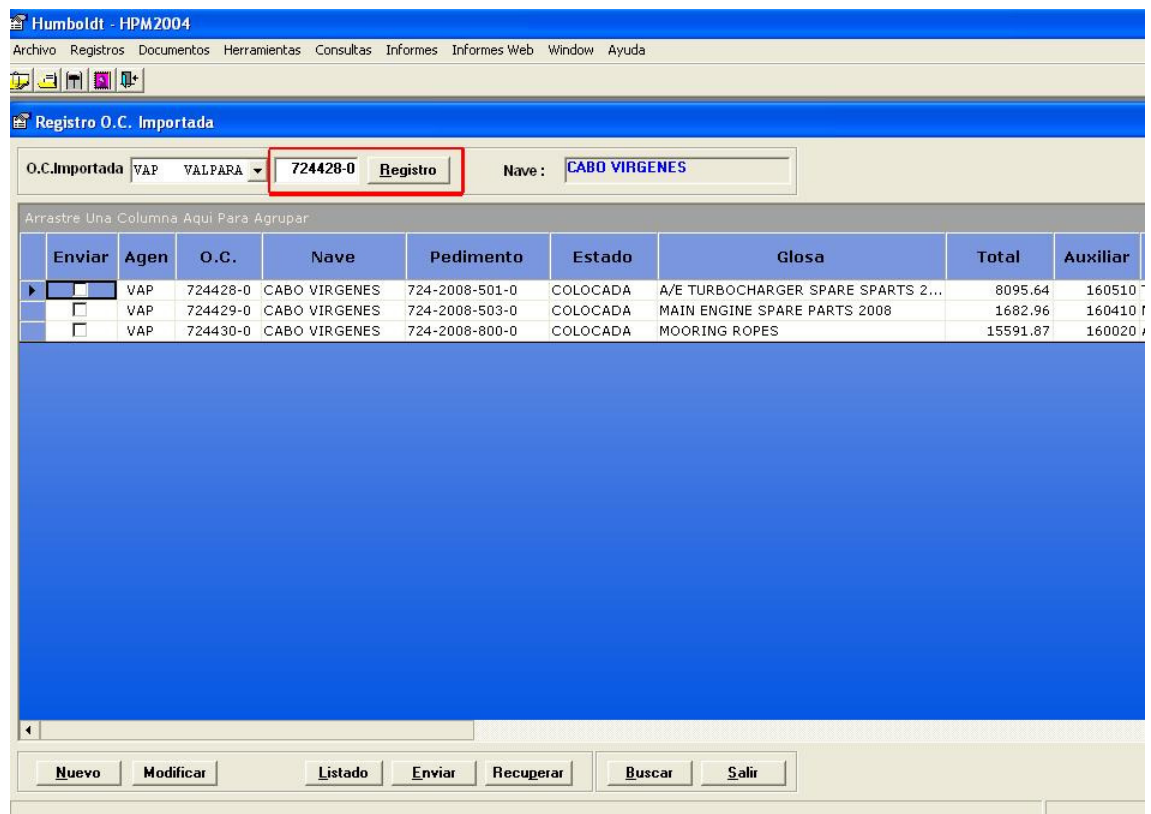 Humboldt - HPM2004
Archivo Registros Documentos Herramientas Consultas Informes Informes Web Window Ayuda
Registro O.C. Importada
O.C.Importada VAP VALPARA 724428-0 Registro Nave : CABO VIRGENES
Arrastre Una Columna Aqui Para Agrupar
Enviar Agen O.C. Nave Pedimento Estado Glosa Total Auxiliar
VAP 724428-0 CABO VIRGENES 724-2008-501-0 COLOCADA A/E TURBOCHARGER SPARE SPARTS 2... 8095.64 160510
VAP 724429-0 CABO VIRGENES 724-2008-503-0 COLOCADA MAIN ENGINE SPARE PARTS 2008 1682.96 160410
VAP 724430-0 CABO VIRGENES 724-2008-800-0 COLOCADA MOORING ROPES 15591.87 160020
Nuevo Modificar Listado Enviar Recuperar Buscar Salir